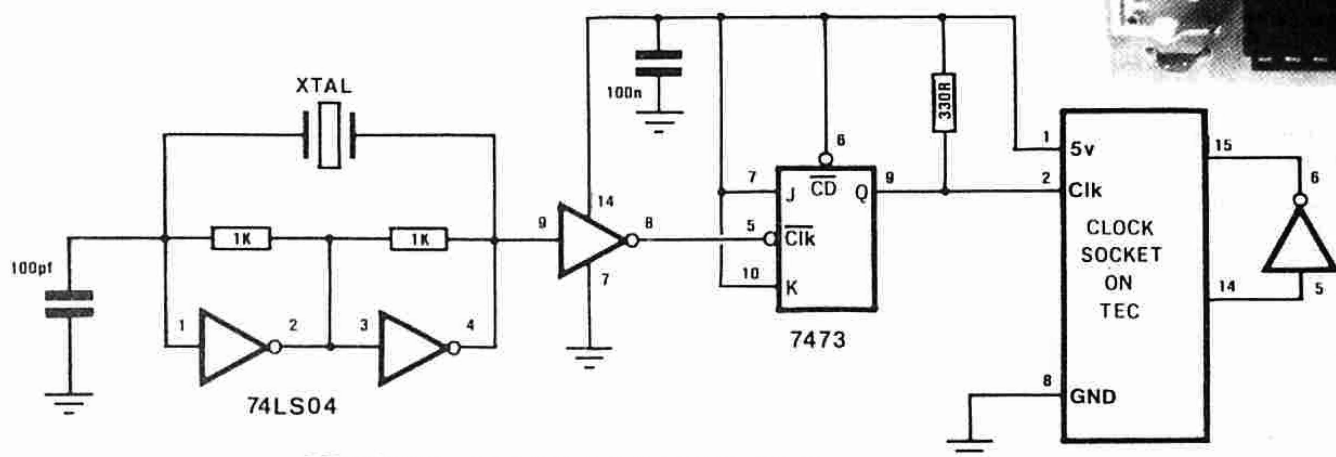 XTAL
100n
330R
100pf
1K
1K
1
2
3
4
74LS04
9
14
8
7
7
J
6
CD
Q
9
5
Clk
10
K
7473
1
5v
2
Clk
CLOCK
SOCKET
ON
TEC
8
GND
15
14
6
5